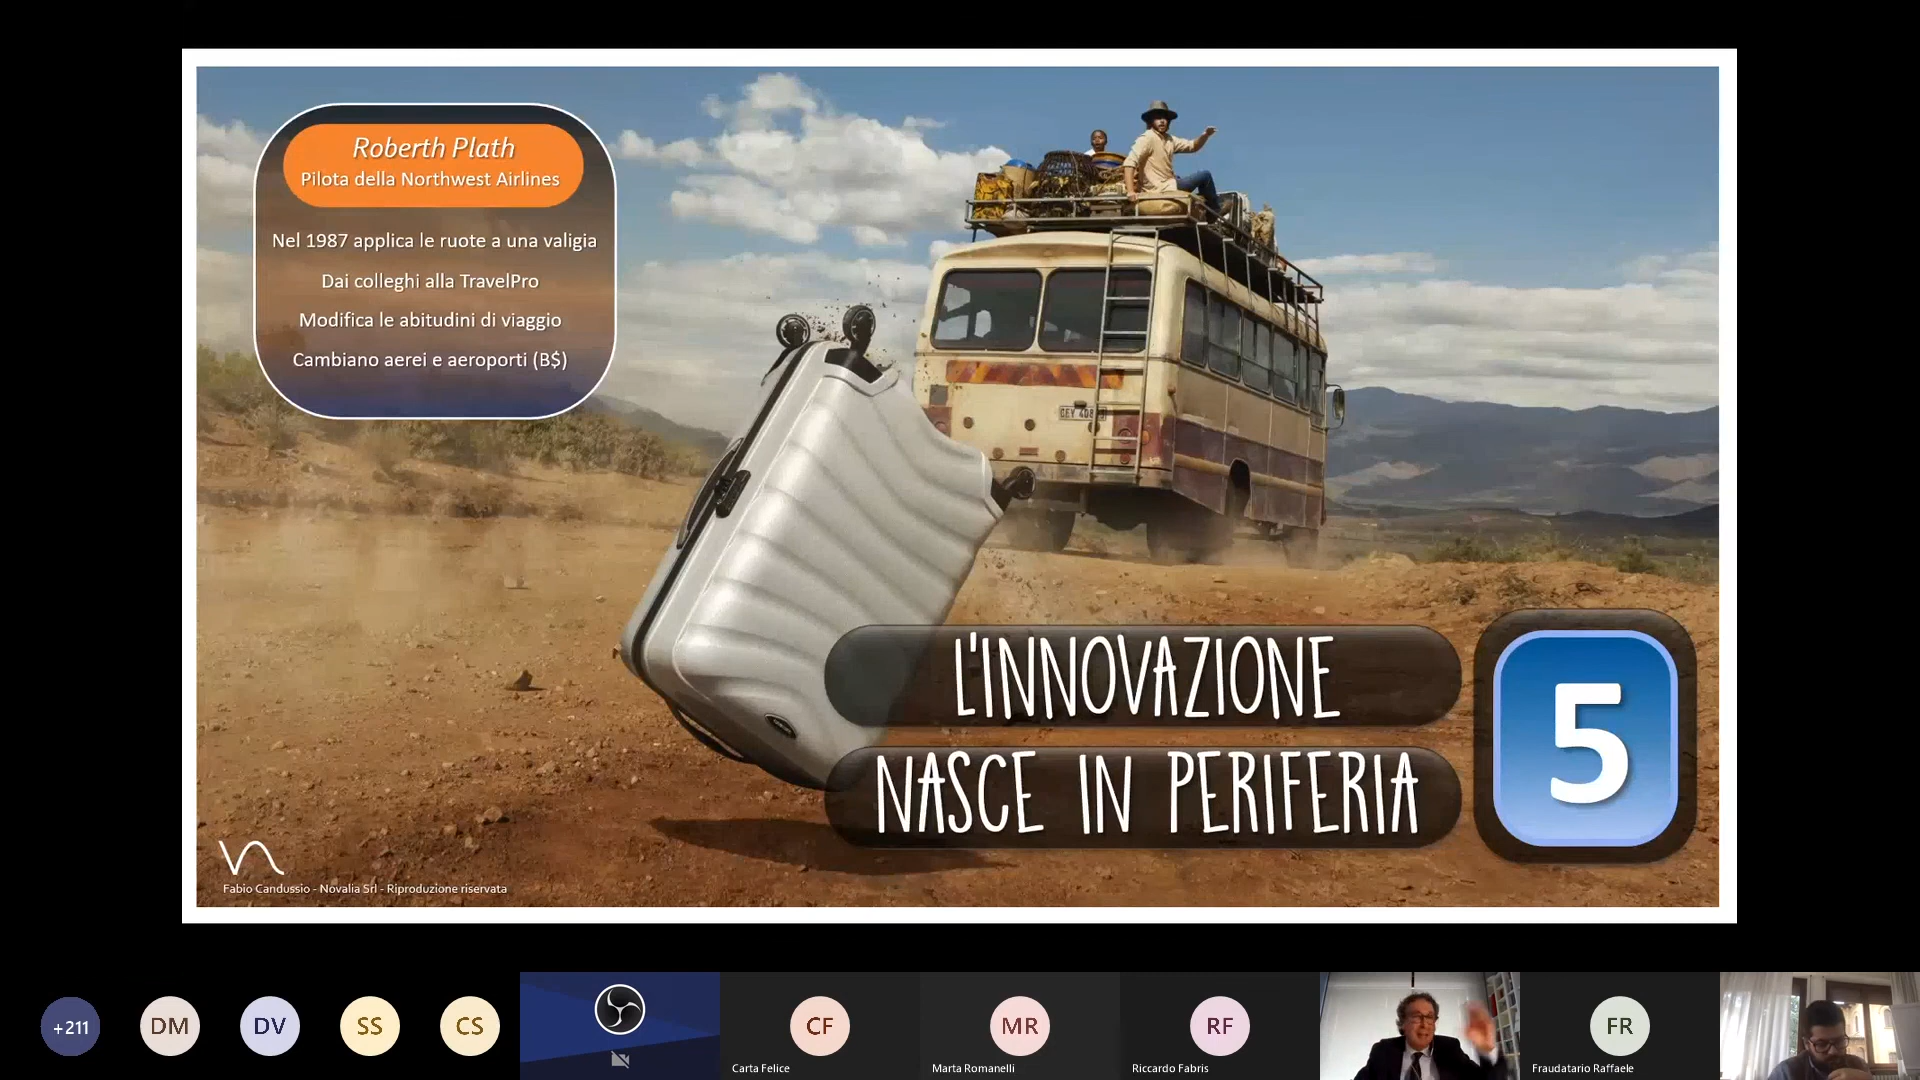 Roberth Plath
Pilota della Northwest Airlines
Nel 1987 applica le ruote a una valigia
Dai colleghi alla TravelPro
Modifica le abitudini di viaggio
Cambiano aerei e aeroporti (B$)
L'INNOVAZIONE
NASCE IN PERIFERIA
5
Fabio Candussio - Novalia Srl - Riproduzione riservata
+211
DM
DV
SS
CS
CF
Carta Felice
MR
Marta Romanelli
RF
Riccardo Fabris
FR
Fraudatario Raffaele